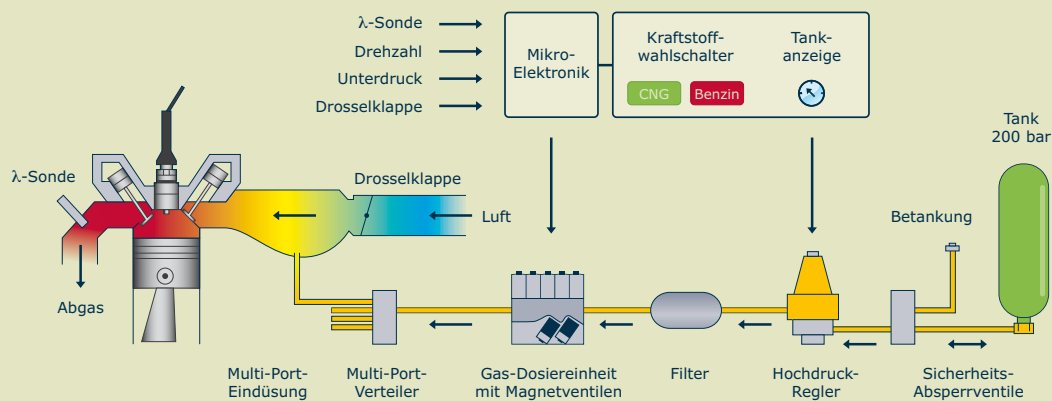 λ-Sonde
Drehzahl
Unterdruck
Drosselklappe
Mikro-
Elektronik
Kraftstoff-
wahlschalter
CNG
Benzin
Tank-
anzeige
Tank
200 bar
λ-Sonde
Drosselklappe
Luft
Betankung
Abgas
Multi-Port-
Eindüsung
Multi-Port-
Verteiler
Gas-Dosiereinheit
mit Magnetventilen
Filter
Hochdruck-
Regler
Sicherheits-
Absperrventile